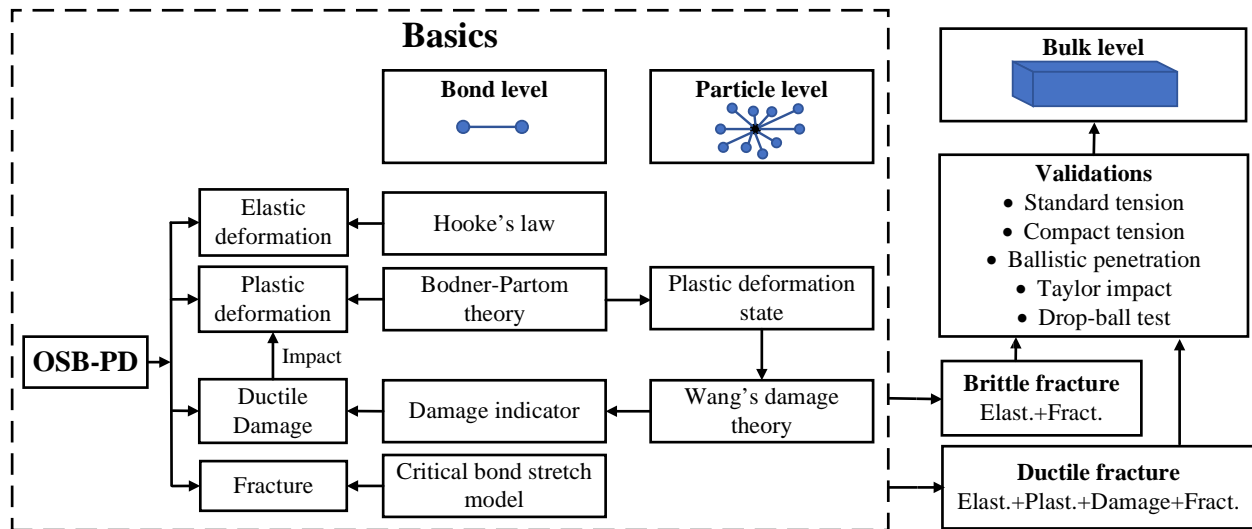 Basics
Bond level
Particle level
Elastic
deformation
Hooke's law
Plastic
deformation
Bodner-Partom
theory
Plastic deformation
state
OSB-PD
Impact
Ductile
Damage
Damage indicator
Wang's damage
theory
Fracture
Critical bond stretch
model
Bulk level
Validations
• Standard tension
• Compact tension
• Ballistic penetration
• Taylor impact
• Drop-ball test
Brittle fracture
Elast.+Fract.
Ductile fracture
Elast.+Plast.+Damage+Fract.